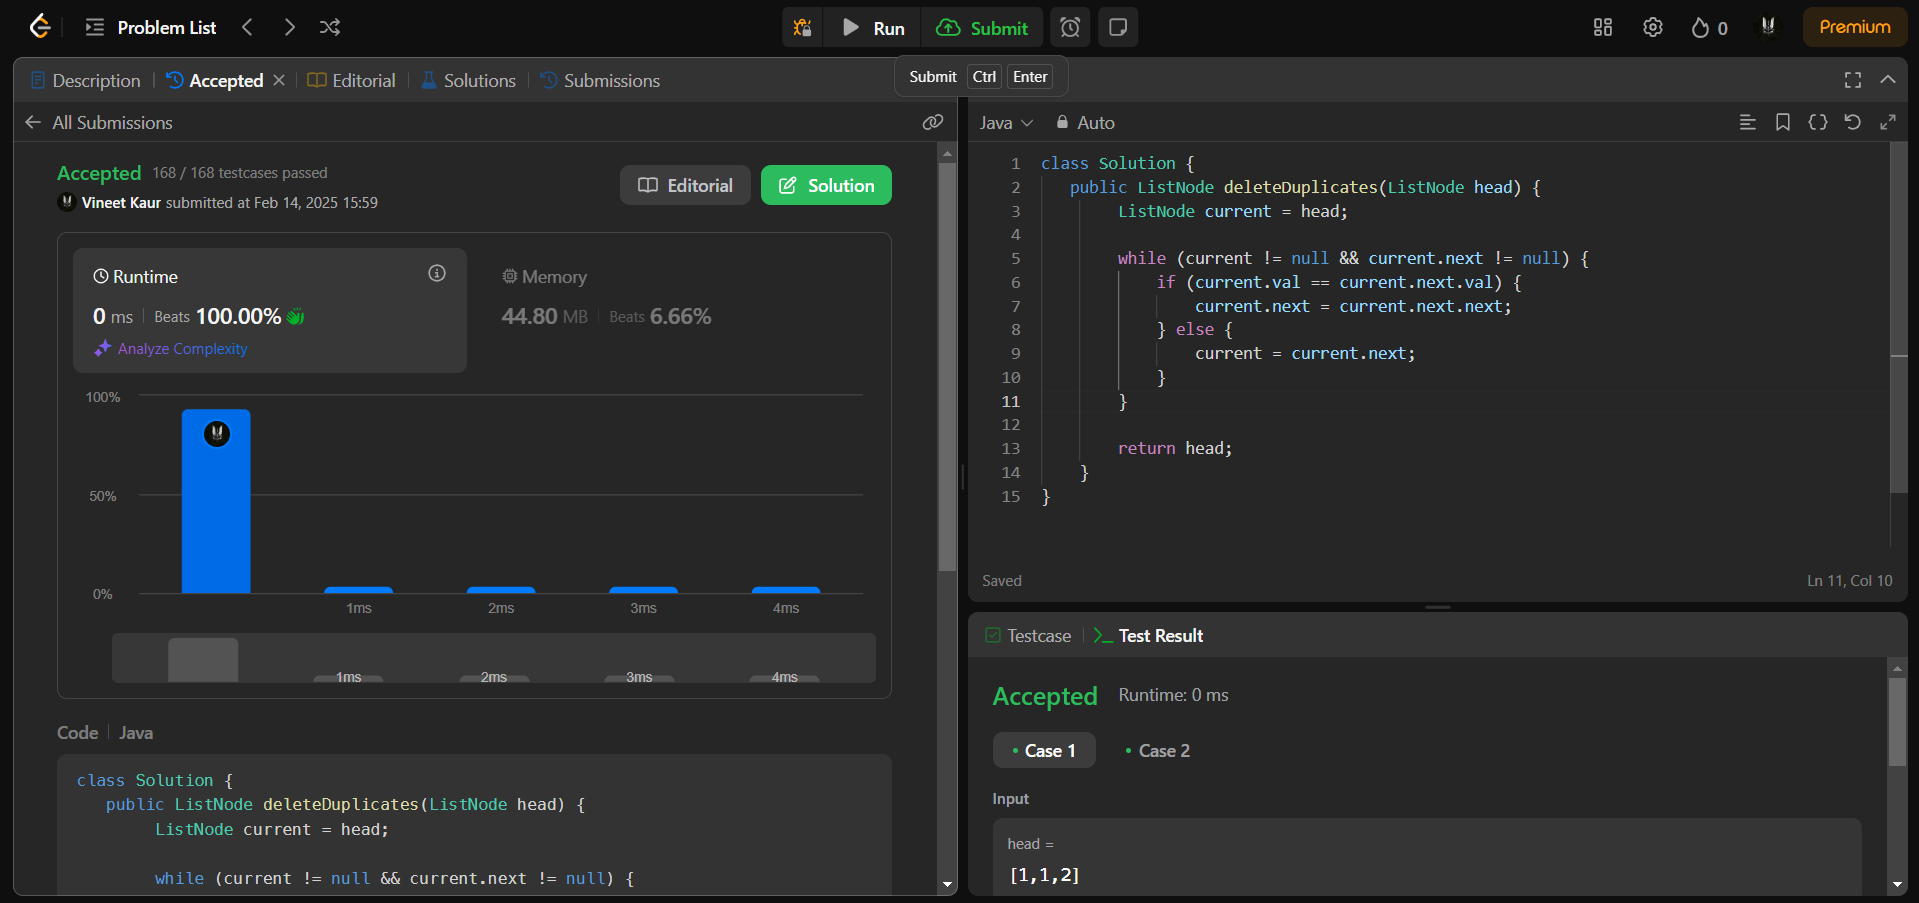 Problem List
Run
Submit
0
Premium
Description
Accepted
Editorial
Solutions
Submissions
Submit Ctrl Enter
All Submissions
Accepted 168 / 168 testcases passed
Vineet Kaur submitted at Feb 14, 2025 15:59
Editorial
Solution
Runtime
0 ms Beats 100.00%
Analyze Complexity
Memory
44.80 MB Beats 6.66%
100%
50%
0%
1ms 2ms 3ms 4ms
1ms 2ms 3ms 4ms
Code Java
class Solution {
public ListNode deleteDuplicates(ListNode head) {
ListNode current = head;
while (current != null && current.next != null) {
Java Auto
1 class Solution {
2 public ListNode deleteDuplicates(ListNode head) {
3 ListNode current = head;
4
5 while (current != null && current.next != null) {
6 if (current.val == current.next.val) {
7 current.next = current.next.next;
8 } else {
9 current = current.next;
10 }
11 }
12
13 return head;
14 }
15 }
Saved
Ln 11, Col 10
Testcase
Test Result
Accepted Runtime: 0 ms
Case 1
Case 2
Input
head =
[1,1,2]